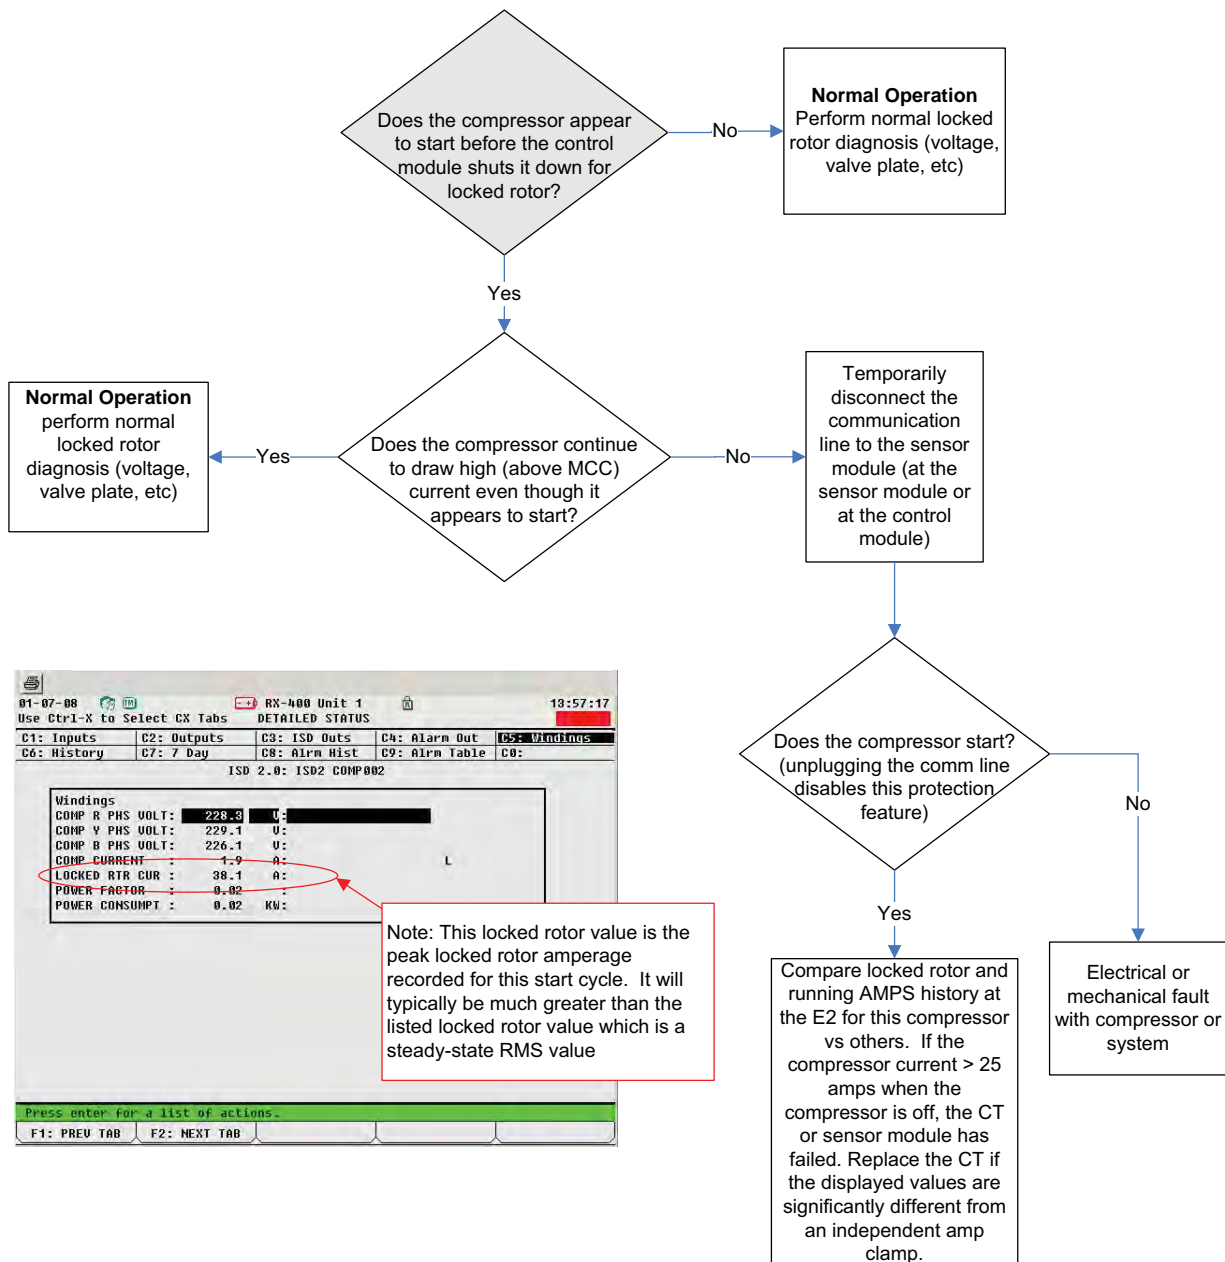 Does the compressor appear
to start before the control
module shuts it down for
locked rotor?
No
Normal Operation
Perform normal locked
rotor diagnosis (voltage,
valve plate, etc)
Yes
Does the compressor continue
to draw high (above MCC)
current even though it
appears to start?
Yes
Normal Operation
perform normal
locked rotor
diagnosis (voltage,
valve plate, etc)
No
Temporarily
disconnect the
communication
line to the sensor
module (at the
sensor module or
at the control
module)
Does the compressor start?
(unplugging the comm line
disables this protection
feature)
No
Electrical or
mechanical fault
with compressor or
system
Yes
Compare locked rotor and
running AMPS history at
the E2 for this compressor
vs others.  If the
compressor current > 25
amps when the
compressor is off, the CT
or sensor module has
failed. Replace the CT if
the displayed values are
significantly different from
an independent amp
clamp.
01-07-08 RX-400 Unit 1 13:57:17
Use Ctrl-X to Select CX Tabs DETAILED STATUS
C1: Inputs C2: Outputs C3: ISD Outs C4: Alarm Out C5: Windings
C6: History C7: 7 Day C8: Alrm Hist C9: Alrm Table C0:
ISD 2.0: ISD2 COMP002
Windings
COMP R PHS VOLT: 228.3 V:
COMP Y PHS VOLT: 229.1 V:
COMP B PHS VOLT: 226.1 V:
COMP CURRENT : 1.9 A: L
LOCKED RTR CUR : 38.1 A:
POWER FACTOR : 0.02 :
POWER CONSUMPT : 0.02 KW:
Note: This locked rotor value is the
peak locked rotor amperage
recorded for this start cycle.  It will
typically be much greater than the
listed locked rotor value which is a
steady-state RMS value
Press enter for a list of actions.
F1: PREV TAB F2: NEXT TAB